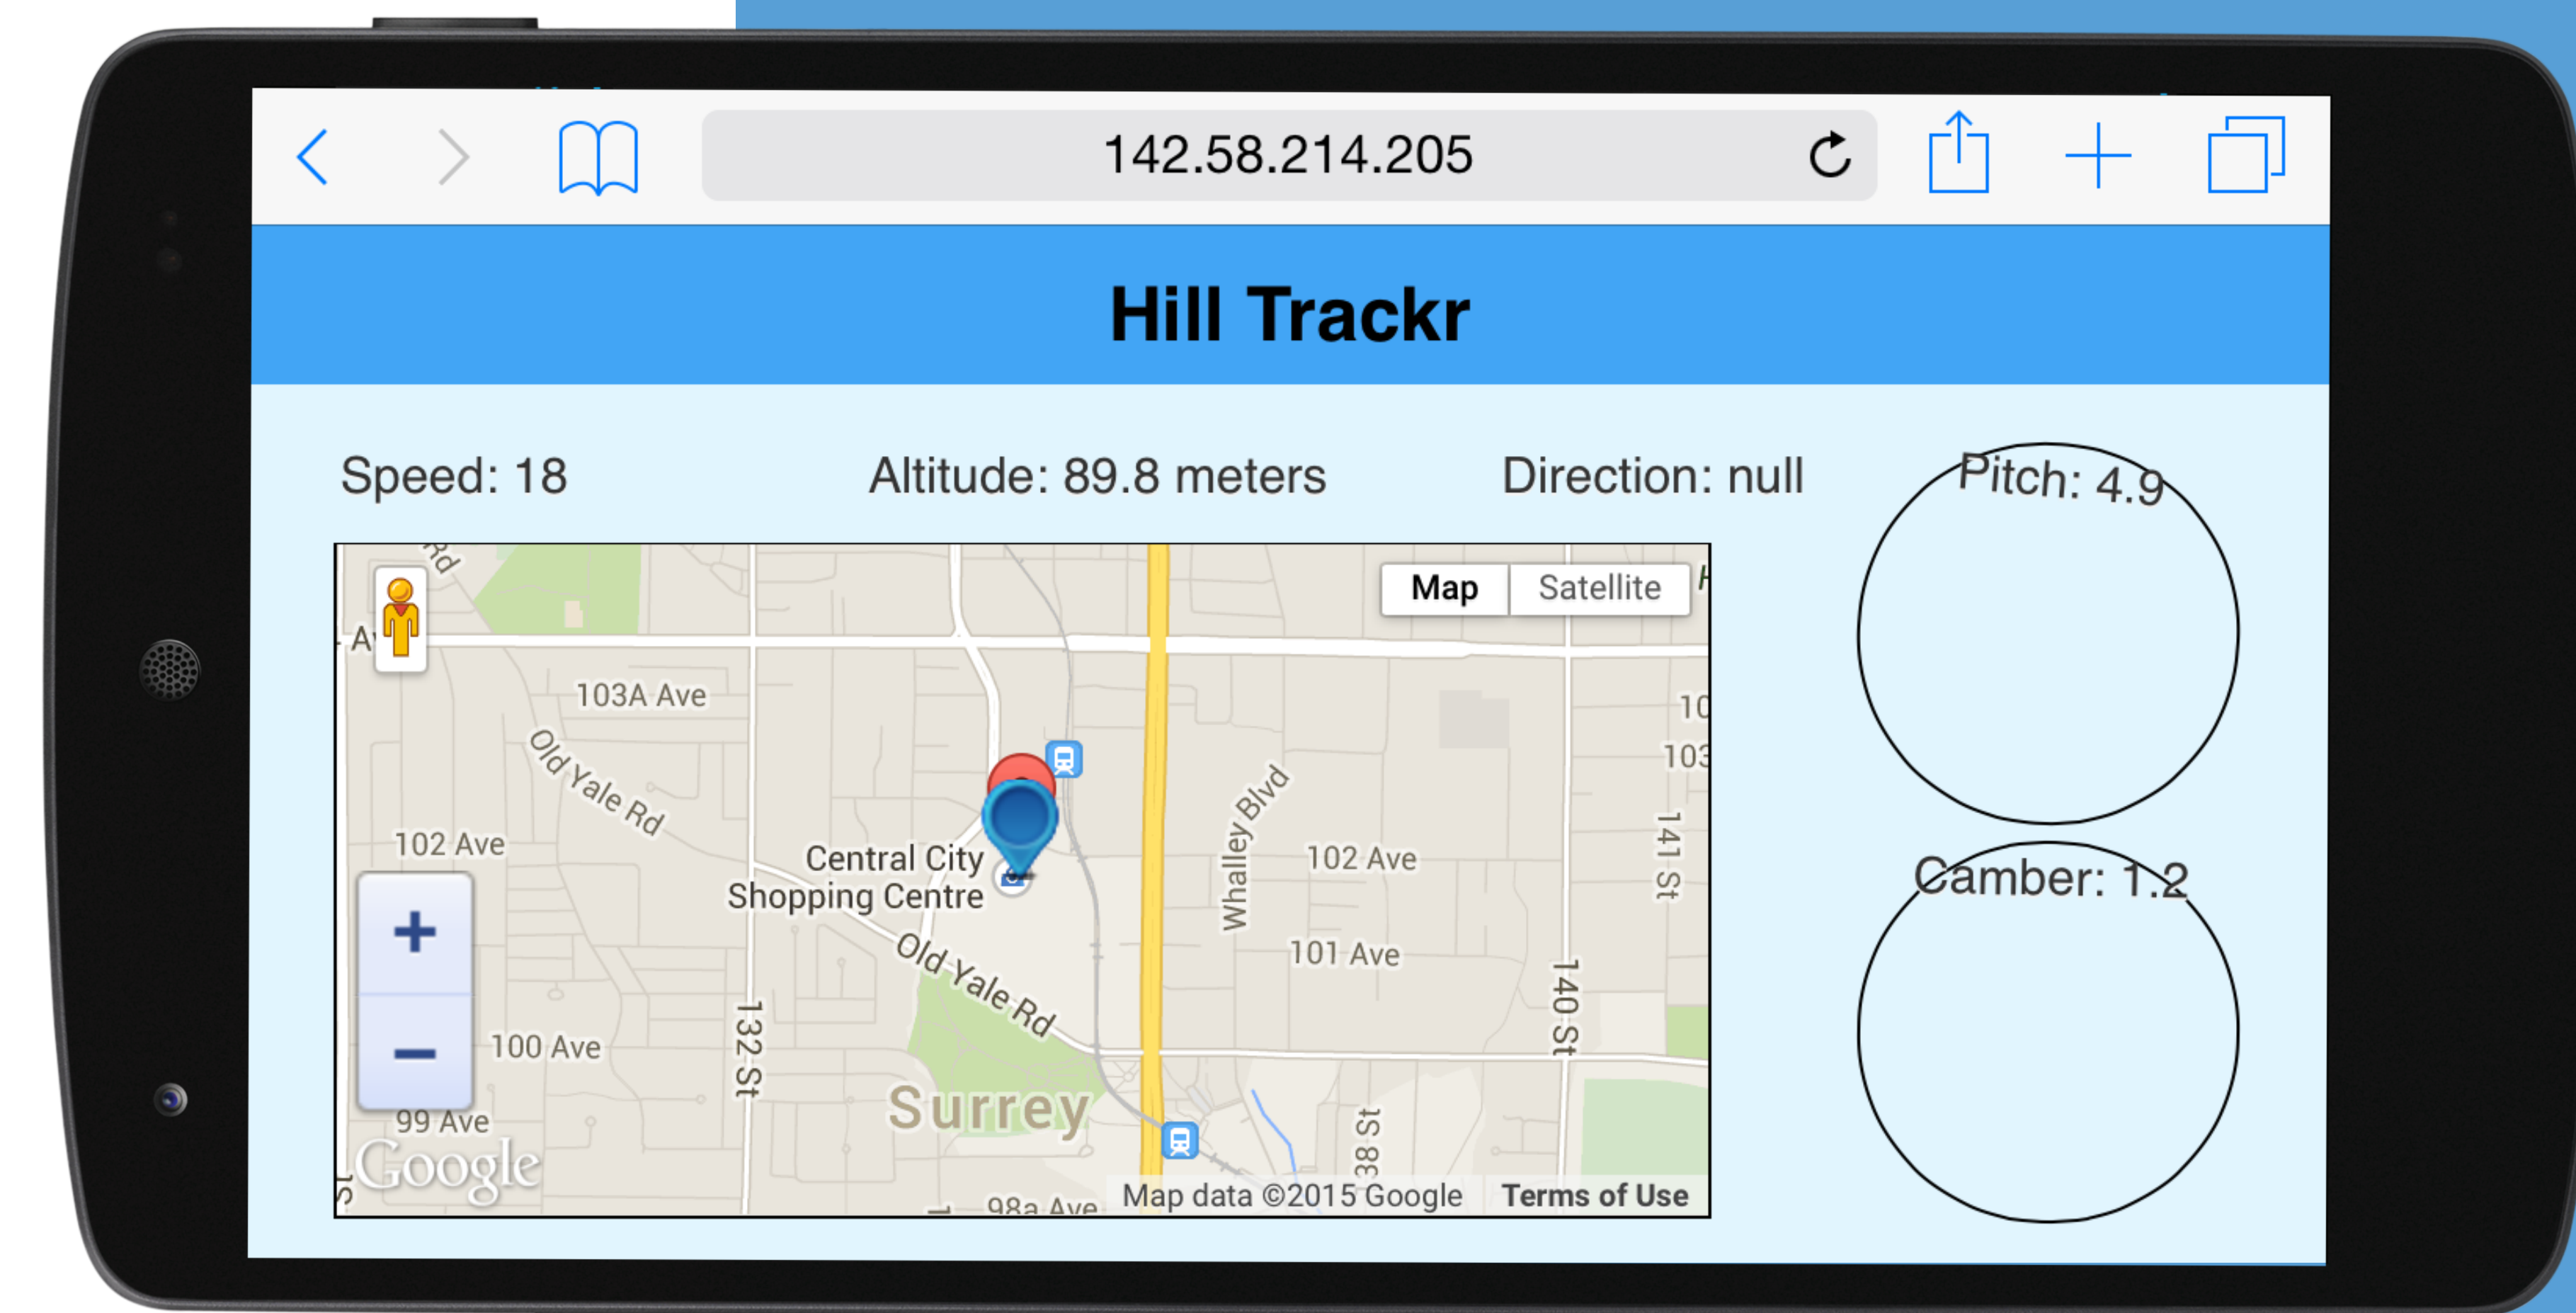 142.58.214.205
Hill Trackr
Speed: 18
Altitude: 89.8 meters
Direction: null
Pitch: 4.9
Rd
Map
Satellite
103A Ave
Old Yale Rd
102 Ave
Central City
Shopping Centre
Whalley Blvd
102 Ave
141 St
Camber: 1.2
+
Old Yale Rd
101 Ave
132 St
140 St
100 Ave
−
99 Ave
Surrey
Google
98a Ave
Map data ©2015 Google
Terms of Use